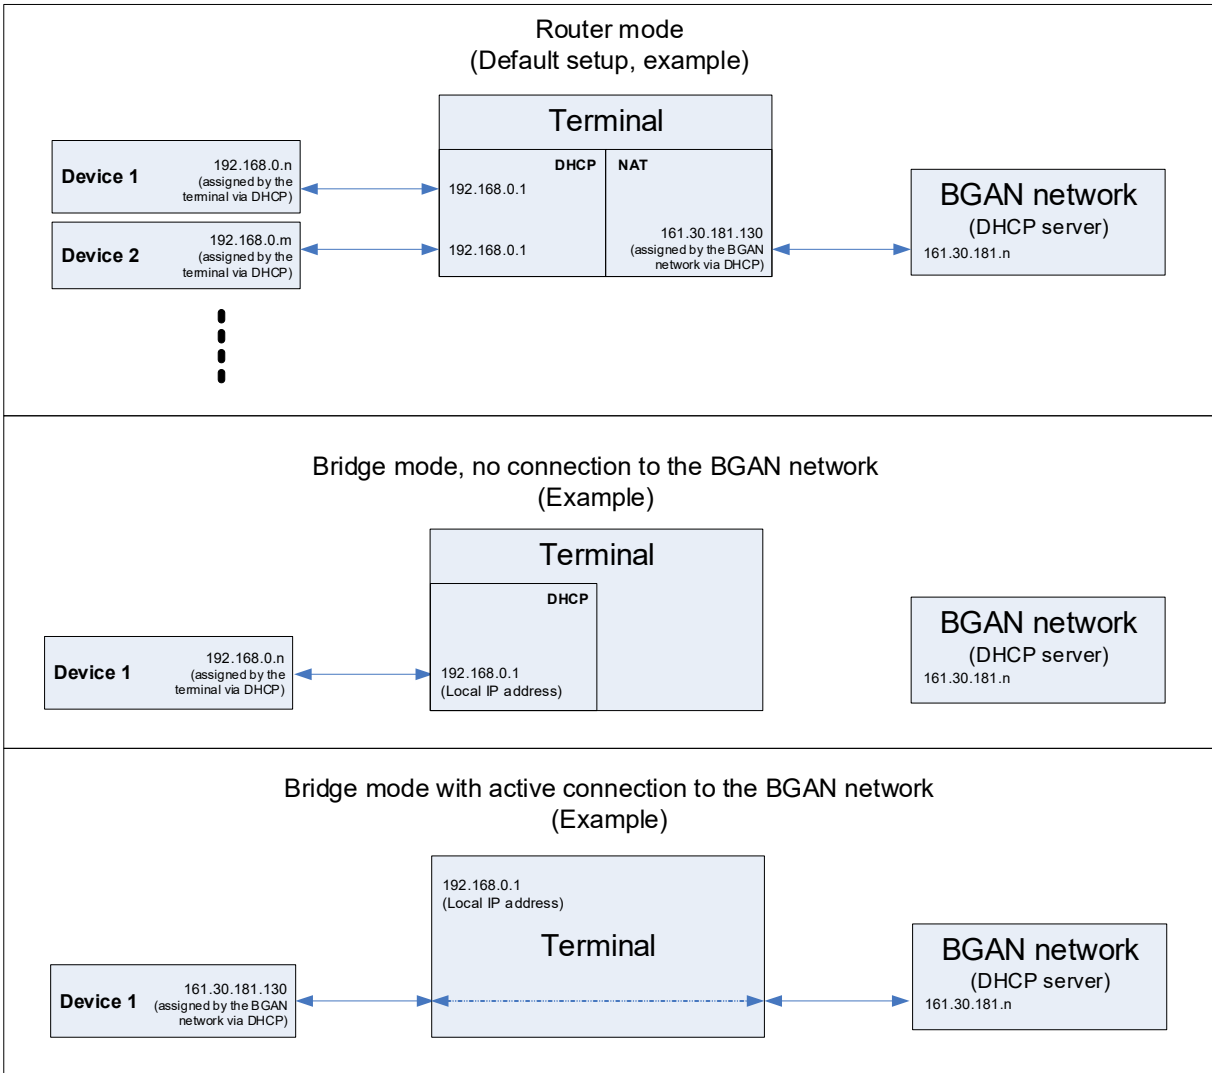 Router mode
(Default setup, example)
Terminal
DHCP
NAT
Device 1
192.168.0.n
(assigned by the
terminal via DHCP)
192.168.0.1
Device 2
192.168.0.m
(assigned by the
terminal via DHCP)
192.168.0.1
161.30.181.130
(assigned by the BGAN
network via DHCP)
BGAN network
(DHCP server)
161.30.181.n
Bridge mode, no connection to the BGAN network
(Example)
Terminal
DHCP
Device 1
192.168.0.n
(assigned by the
terminal via DHCP)
192.168.0.1
(Local IP address)
BGAN network
(DHCP server)
161.30.181.n
Bridge mode with active connection to the BGAN network
(Example)
192.168.0.1
(Local IP address)
Terminal
Device 1
161.30.181.130
(assigned by the BGAN
network via DHCP)
BGAN network
(DHCP server)
161.30.181.n